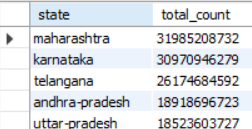 state total_count
maharashtra 31985208732
karnataka 30970946279
telangana 26174684592
andhra-pradesh 18918696723
uttar-pradesh 18523603727